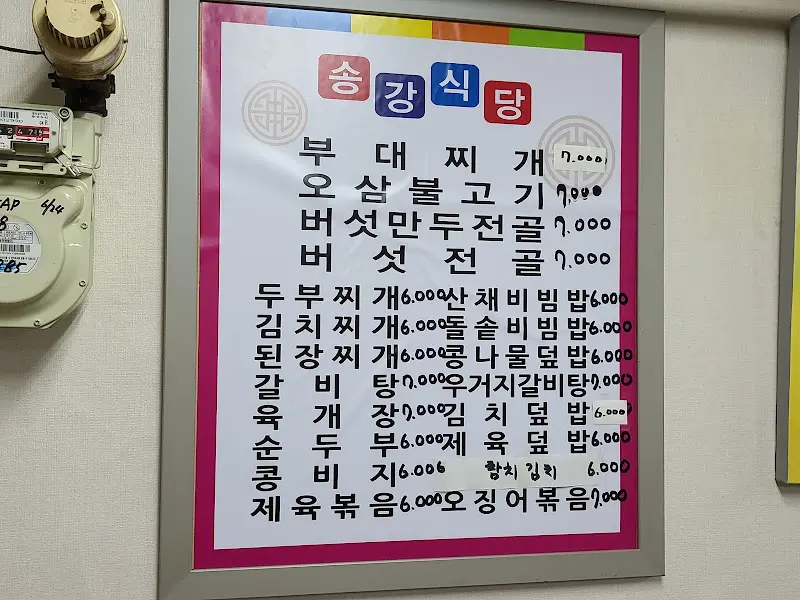 송강식당
부대찌개 7.000
오삼불고기 7.000
버섯만두전골 7.000
버섯전골 7.000
두부찌개 6.000 산채비빔밥 6.000
김치찌개 6.000 돌솥비빔밥 6.000
된장찌개 6.000 콩나물덮밥 6.000
갈비탕 7.000 우거지갈비탕 7.000
육개장 7.000 김치덮밥 6.000
순두부 6.000 제육덮밥 6.000
콩비지 6.000 참치김치 6.000
제육볶음 6.000 오징어볶음 7.000
6/24